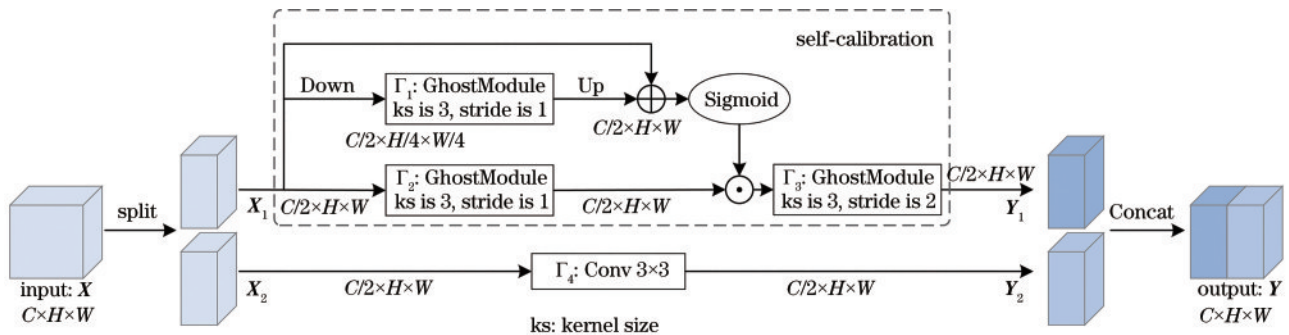 self-calibration
Down
Γ₁: GhostModule
ks is 3, stride is 1
Up
Sigmoid
C/2×H/4×W/4
C/2×H×W
split
X₁
C/2×H×W
Γ₂: GhostModule
ks is 3, stride is 1
C/2×H×W
Γ₃: GhostModule
ks is 3, stride is 2
C/2×H×W
Y₁
Concat
input: X
C×H×W
X₂
C/2×H×W
Γ₄: Conv 3×3
C/2×H×W
Y₂
output: Y
C×H×W
ks: kernel size